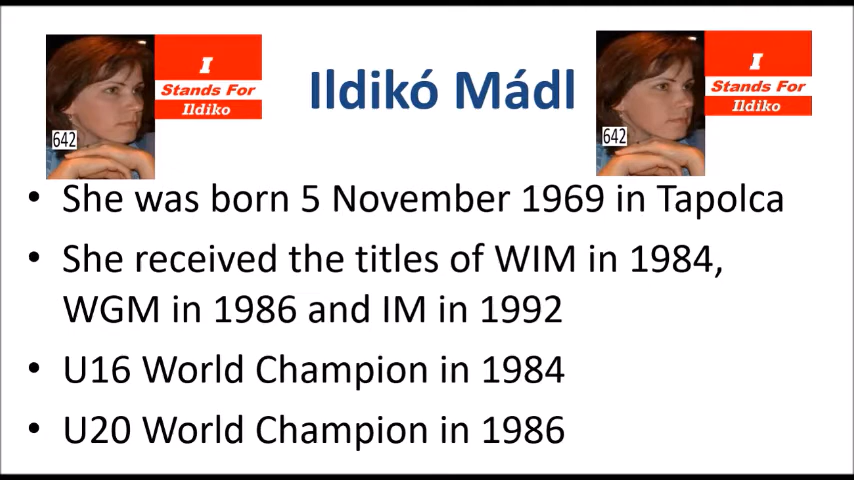 I
Stands For
Ildiko
642
Ildikó Mádl
I
Stands For
Ildiko
642
• She was born 5 November 1969 in Tapolca
• She received the titles of WIM in 1984,
WGM in 1986 and IM in 1992
• U16 World Champion in 1984
• U20 World Champion in 1986